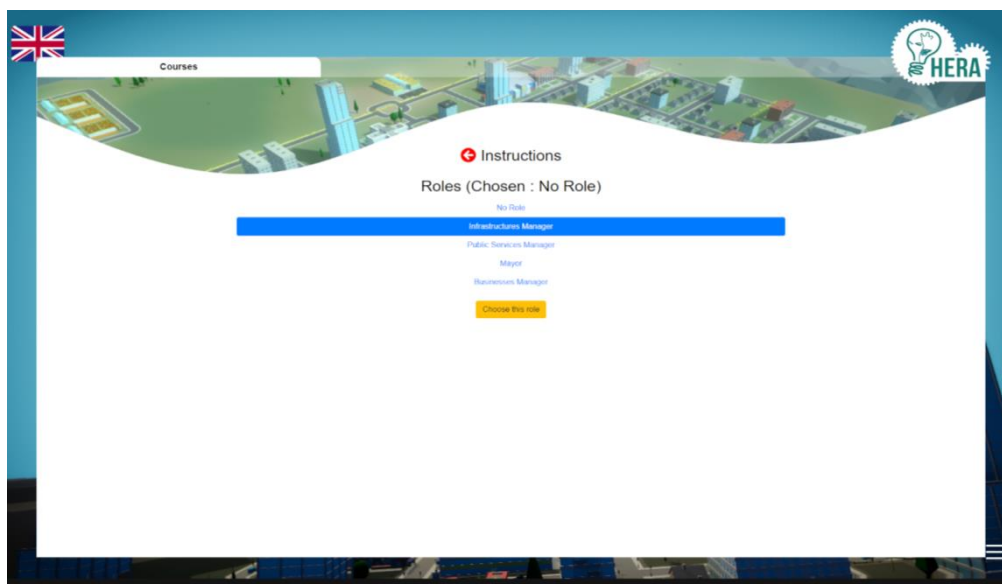 Courses
HERA
Instructions
Roles (Chosen : No Role)
No Role
Infrastructures Manager
Public Services Manager
Mayor
Businesses Manager
Choose this role